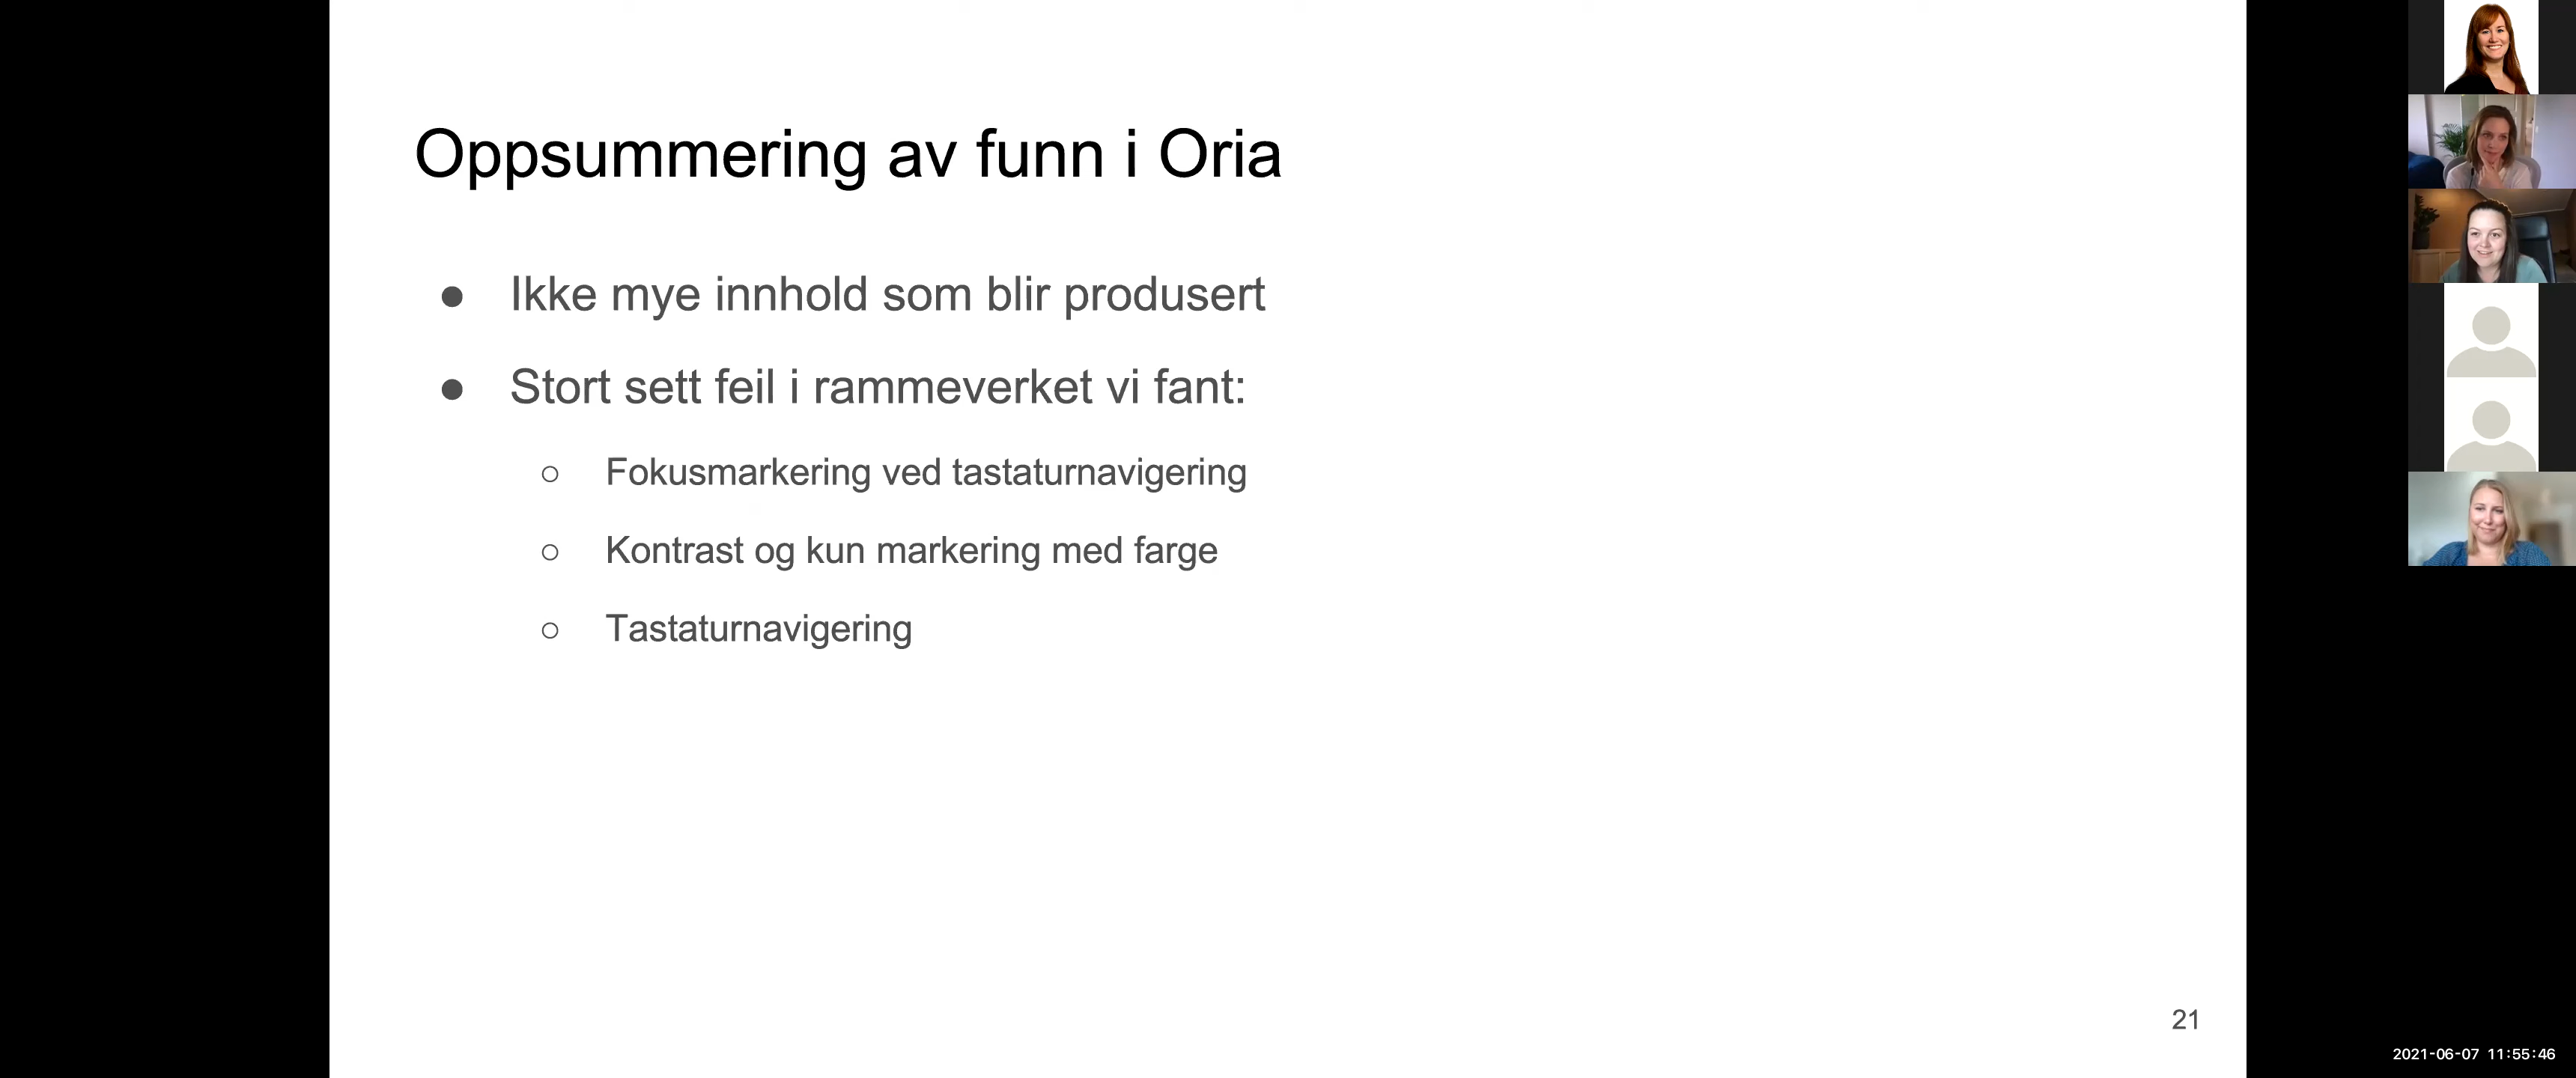 Oppsummering av funn i Oria
● Ikke mye innhold som blir produsert
● Stort sett feil i rammeverket vi fant:
○ Fokusmarkering ved tastaturnavigering
○ Kontrast og kun markering med farge
○ Tastaturnavigering
21
2021-06-07 11:55:46